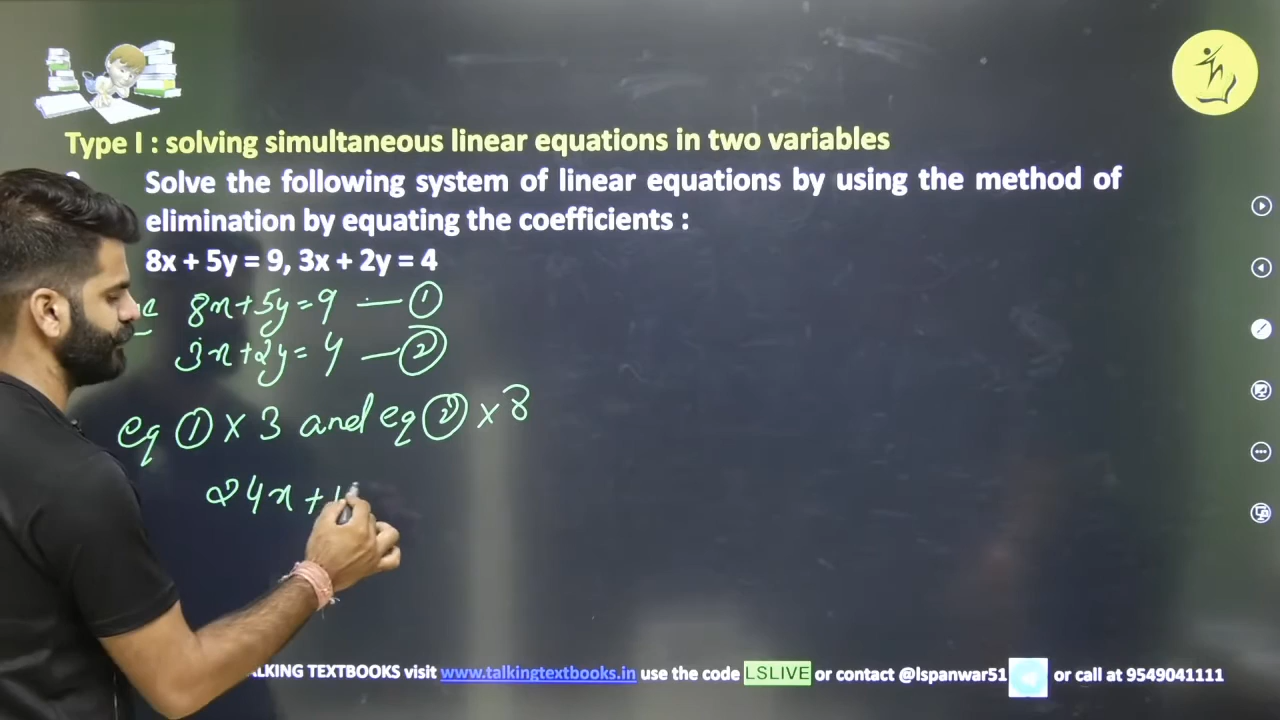 Type I : solving simultaneous linear equations in two variables
Solve the following system of linear equations by using the method of
elimination by equating the coefficients :
8x + 5y = 9, 3x + 2y = 4
8x+5y=9 — ①
3x+2y=4 — ②
eq ① × 3 and eq ② × 8
24x + 1
ALKING TEXTBOOKS visit www.talkingtextbooks.in use the code LSLIVE or contact @lspanwar51 or call at 9549041111